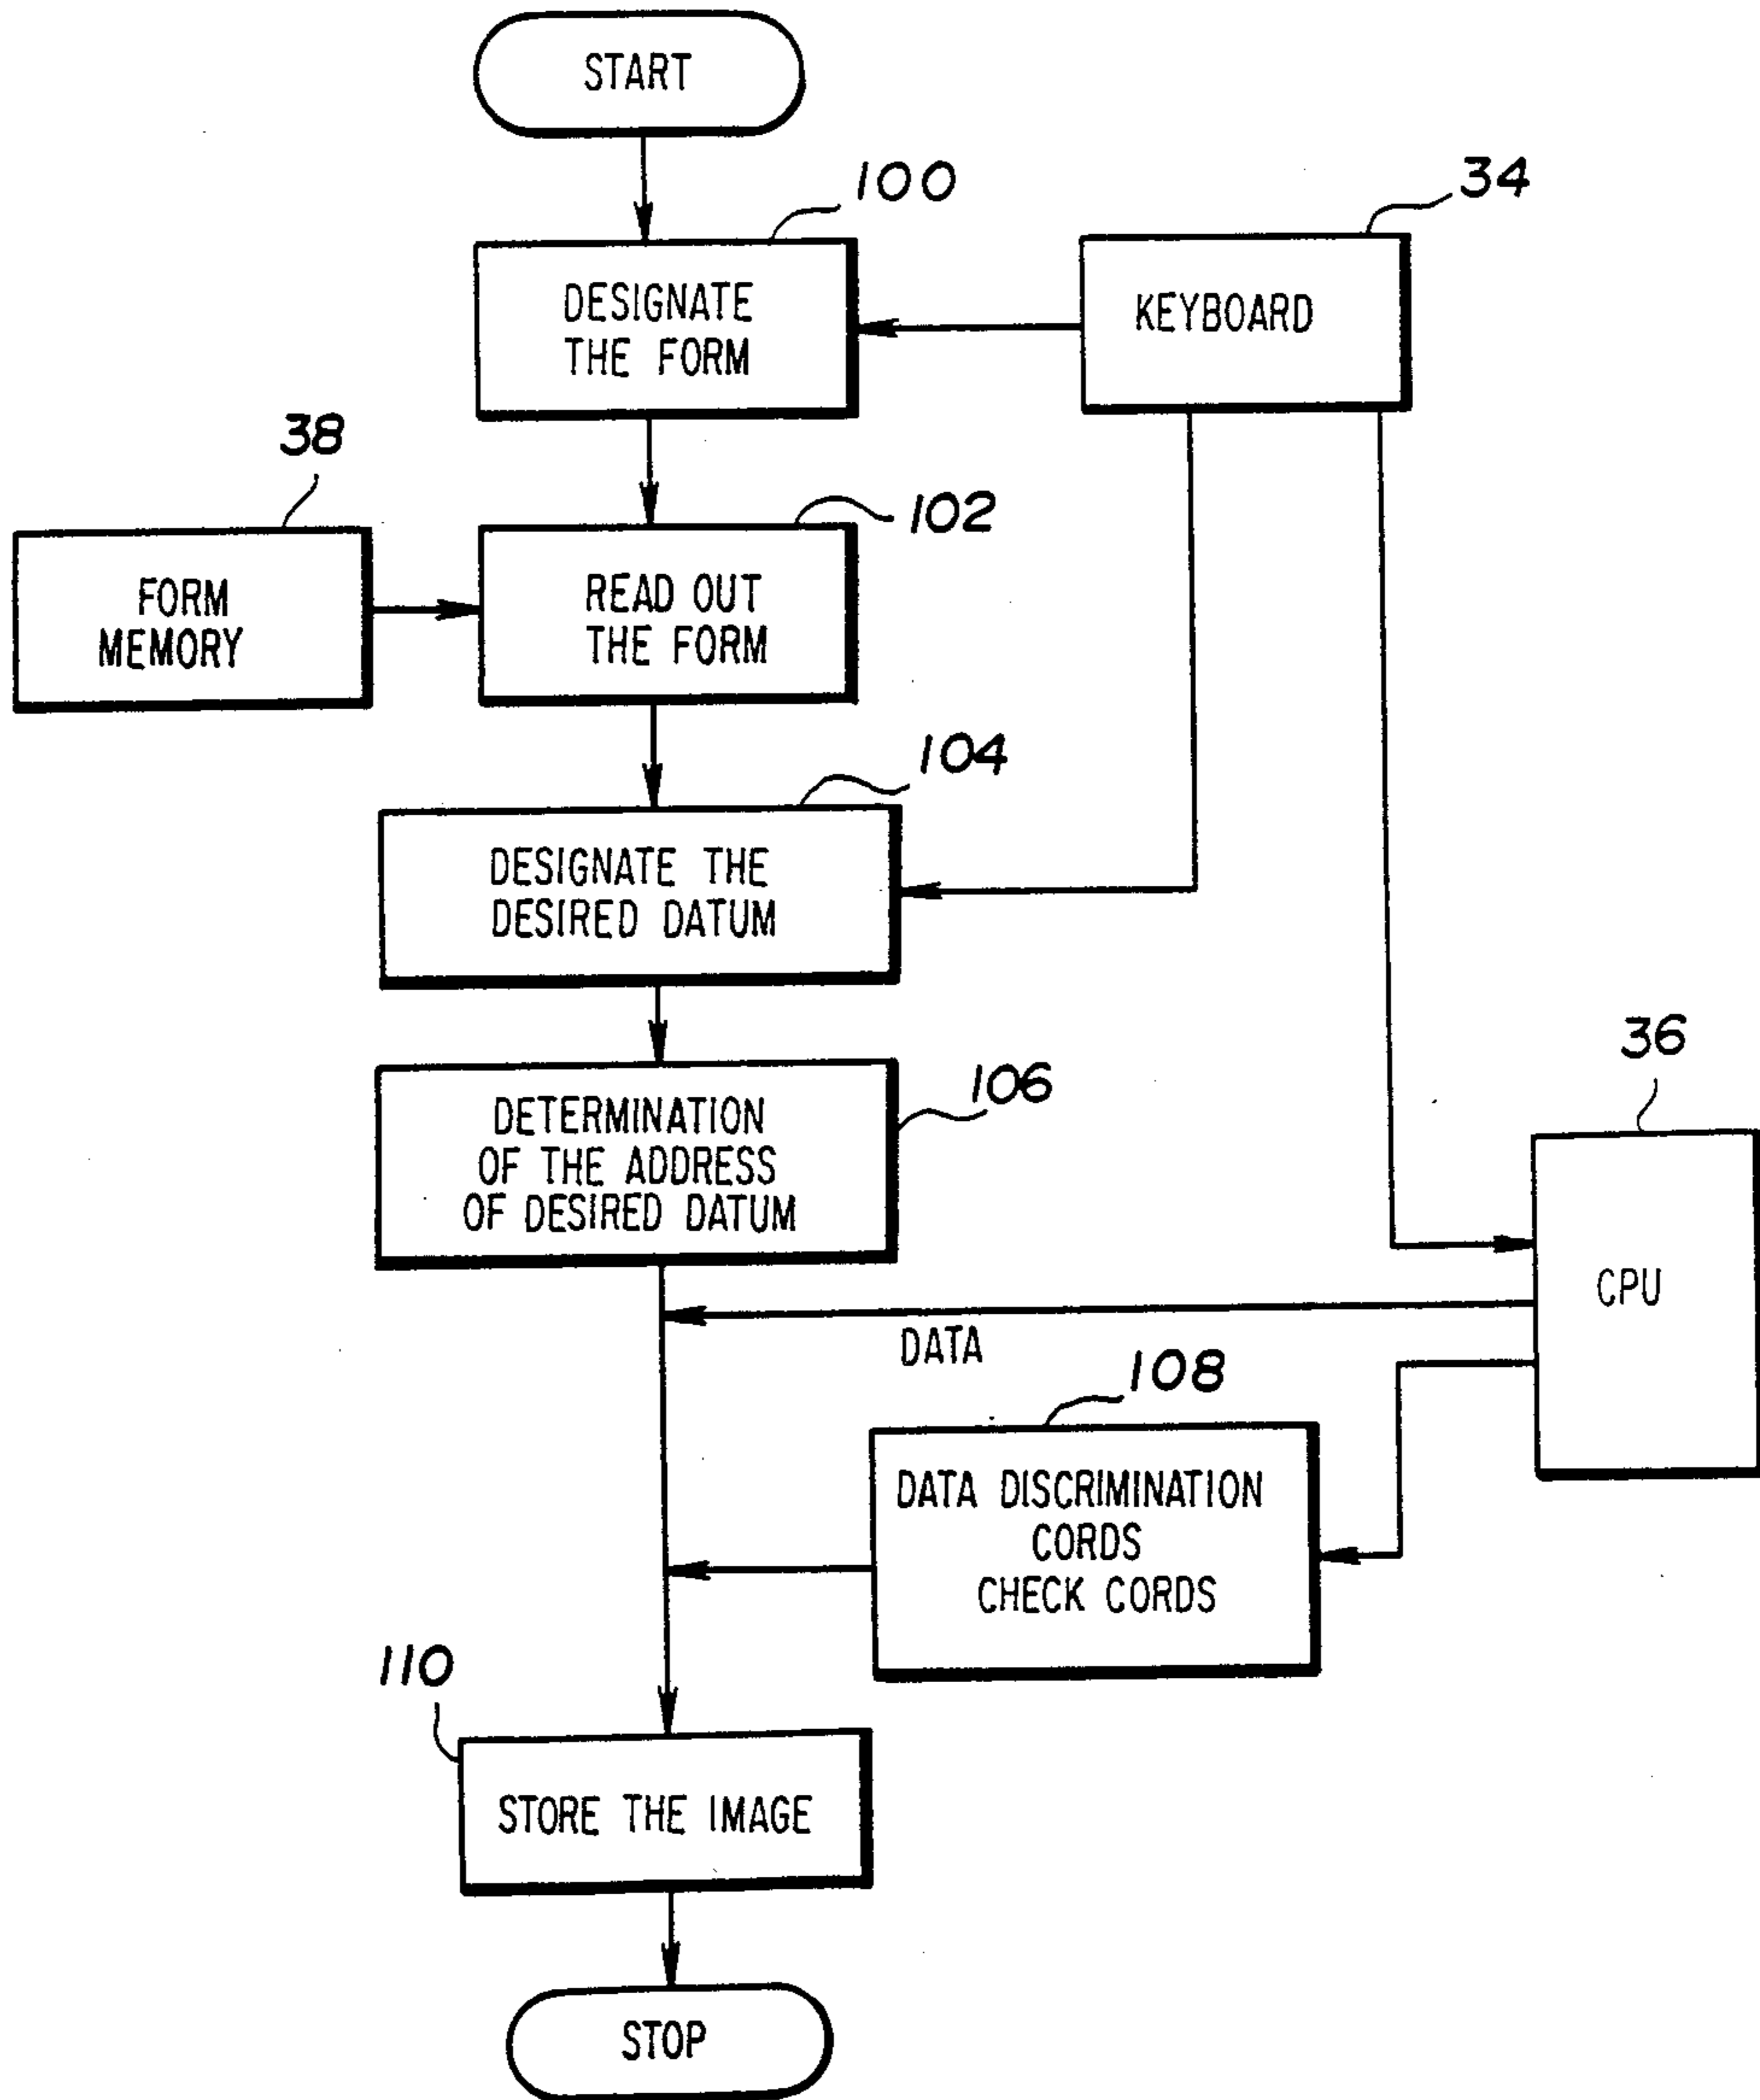 START
100
34
DESIGNATE
THE FORM
KEYBOARD
38
102
FORM
MEMORY
READ OUT
THE FORM
104
DESIGNATE THE
DESIRED DATUM
36
106
DETERMINATION
OF THE ADDRESS
OF DESIRED DATUM
CPU
DATA
108
DATA DISCRIMINATION
CORDS
CHECK CORDS
110
STORE THE IMAGE
STOP